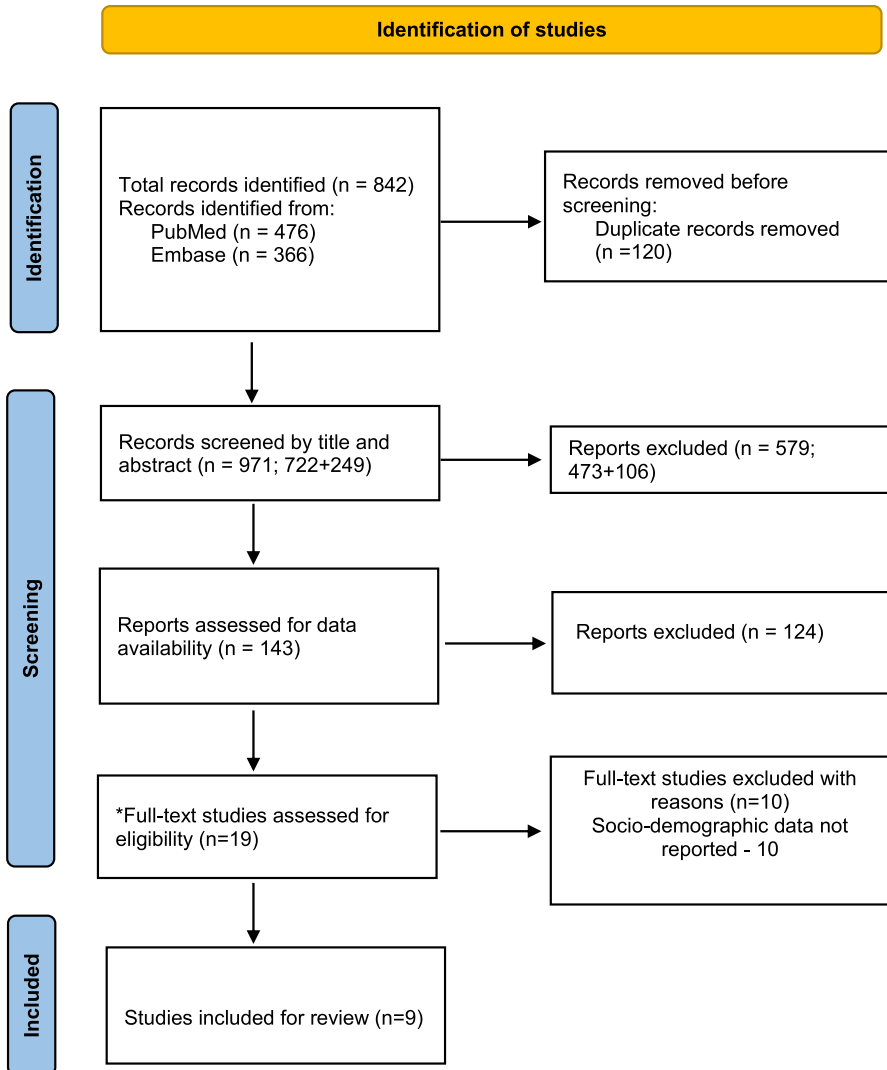 Identification of studies
Identification
Total records identified (n = 842)
Records identified from:
PubMed (n = 476)
Embase (n = 366)
Records removed before
screening:
Duplicate records removed
(n =120)
Screening
Records screened by title and
abstract (n = 971; 722+249)
Reports excluded (n = 579;
473+106)
Reports assessed for data
availability (n = 143)
Reports excluded (n = 124)
*Full-text studies assessed for
eligibility (n=19)
Full-text studies excluded with
reasons (n=10)
Socio-demographic data not
reported - 10
Included
Studies included for review (n=9)